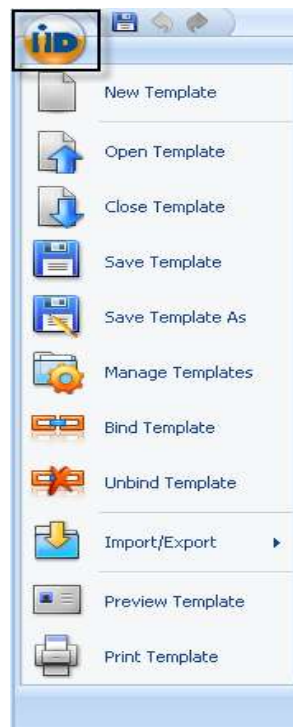 iiD
New Template
Open Template
Close Template
Save Template
Save Template As
Manage Templates
Bind Template
Unbind Template
Import/Export
Preview Template
Print Template